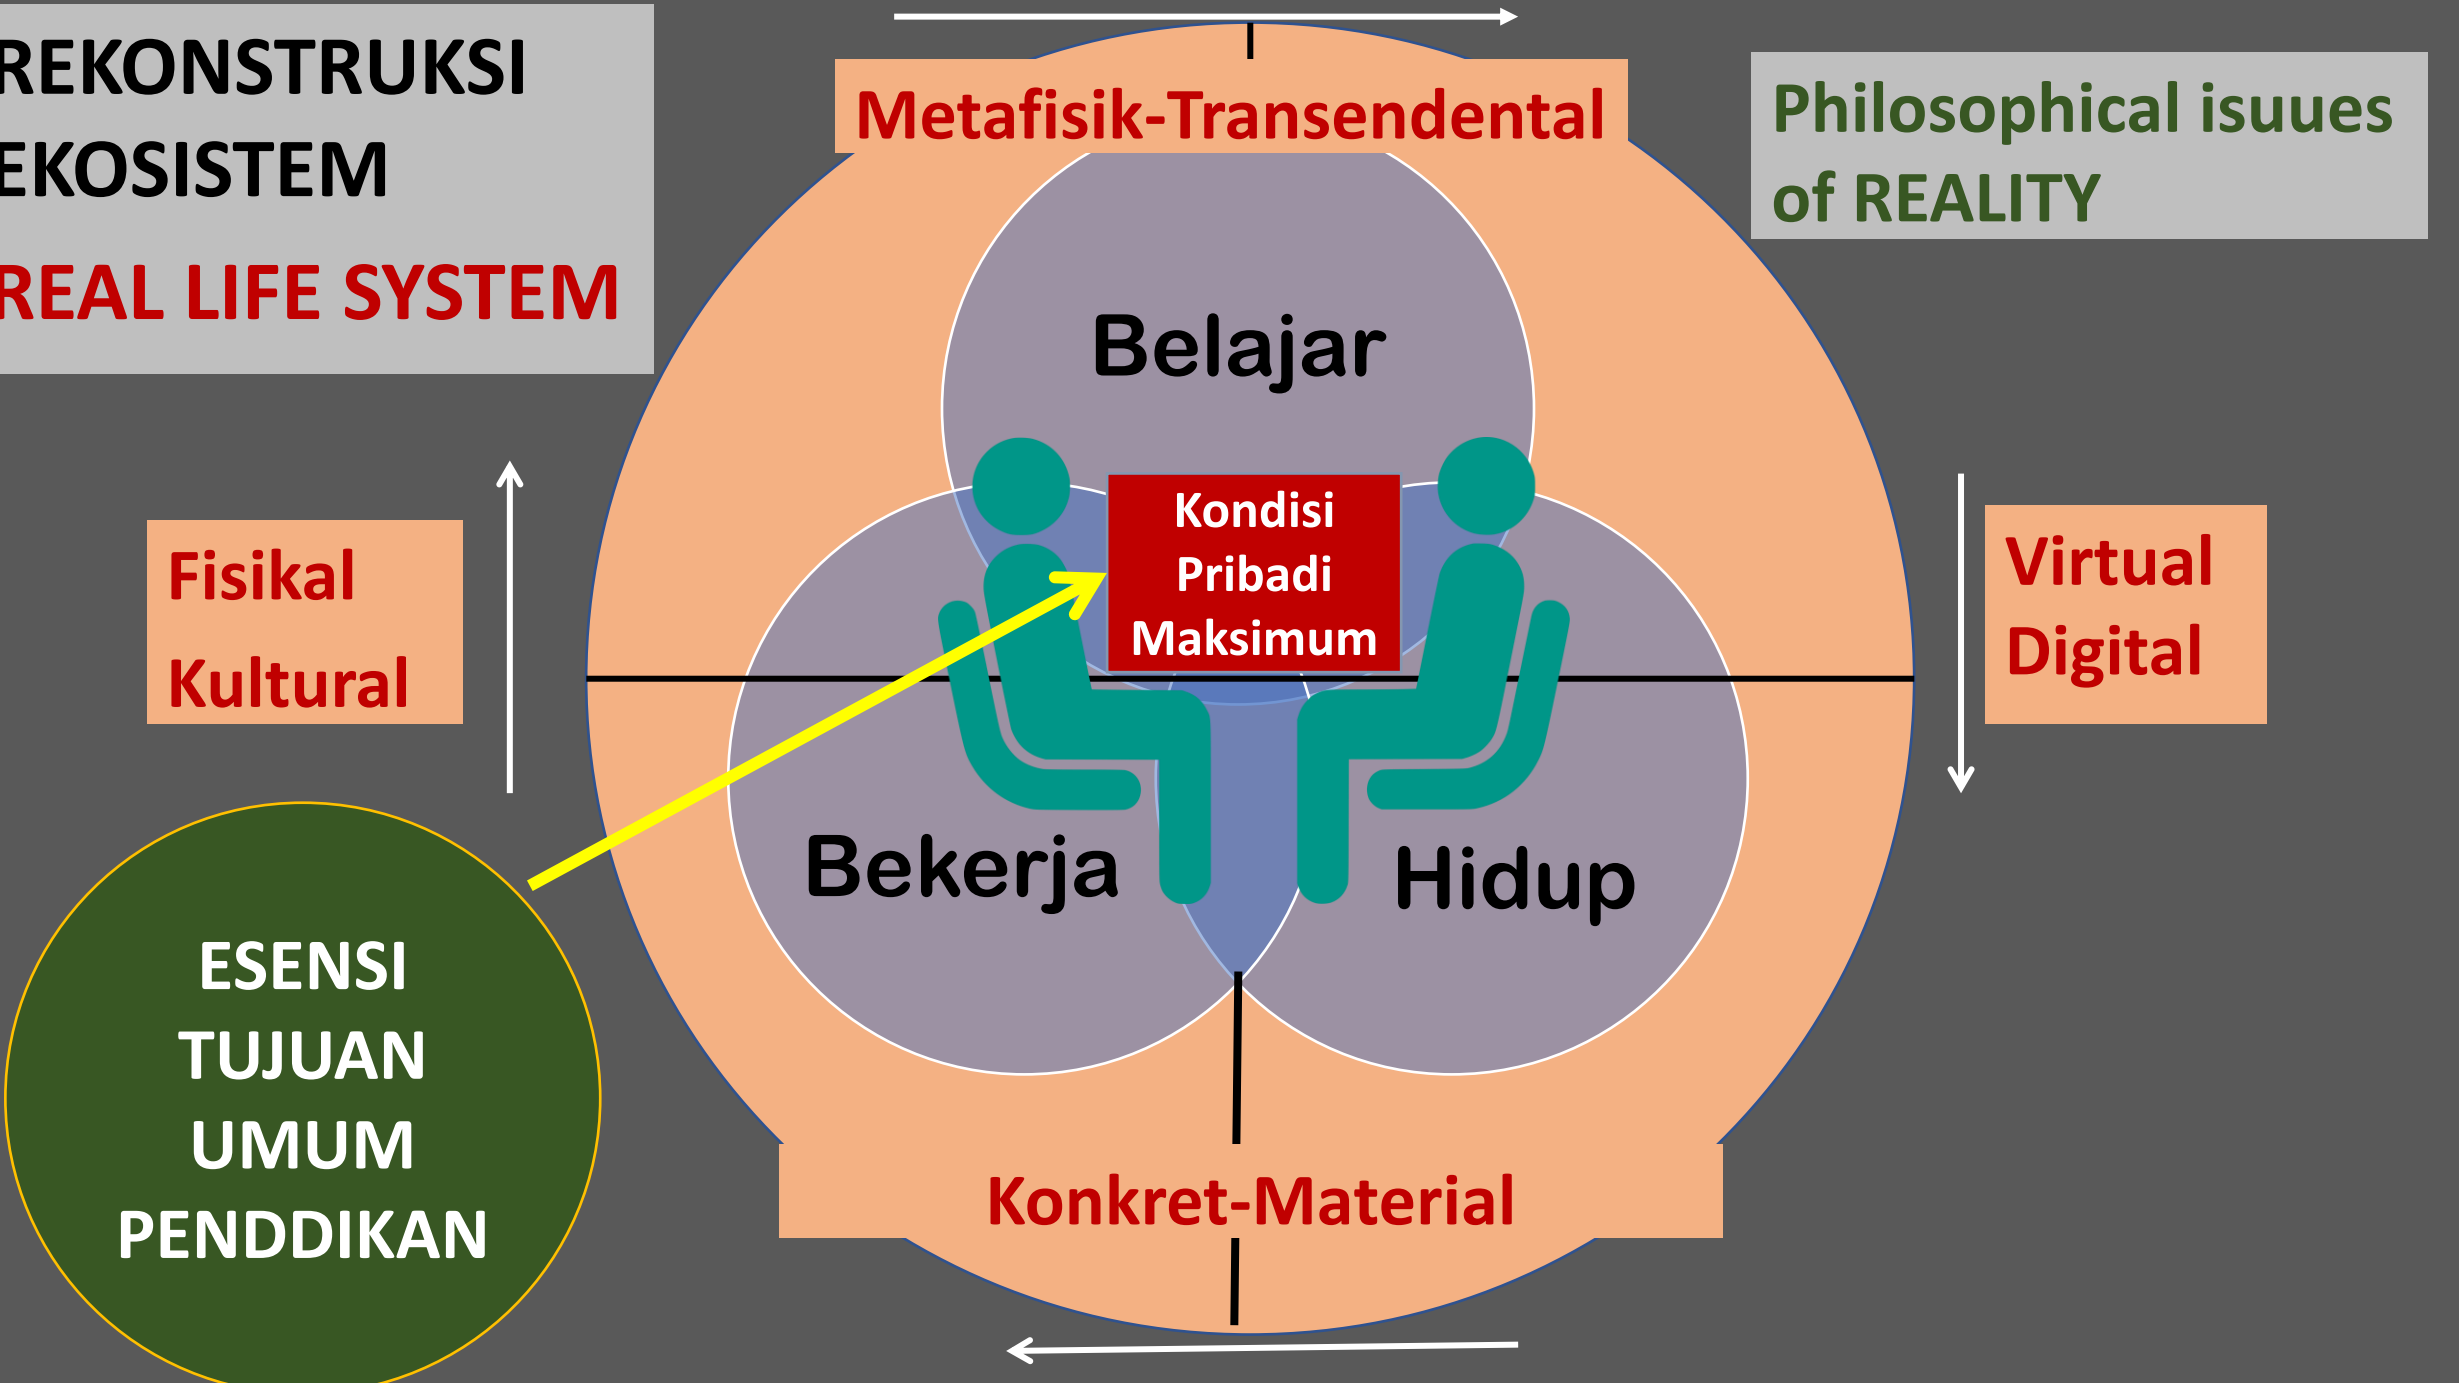 REKONSTRUKSI
EKOSISTEM
REAL LIFE SYSTEM
Metafisik-Transendental
Philosophical isuues
of REALITY
Belajar
Kondisi
Pribadi
Maksimum
Fisikal
Kultural
Virtual
Digital
Bekerja
Hidup
ESENSI
TUJUAN
UMUM
PENDDIKAN
Konkret-Material